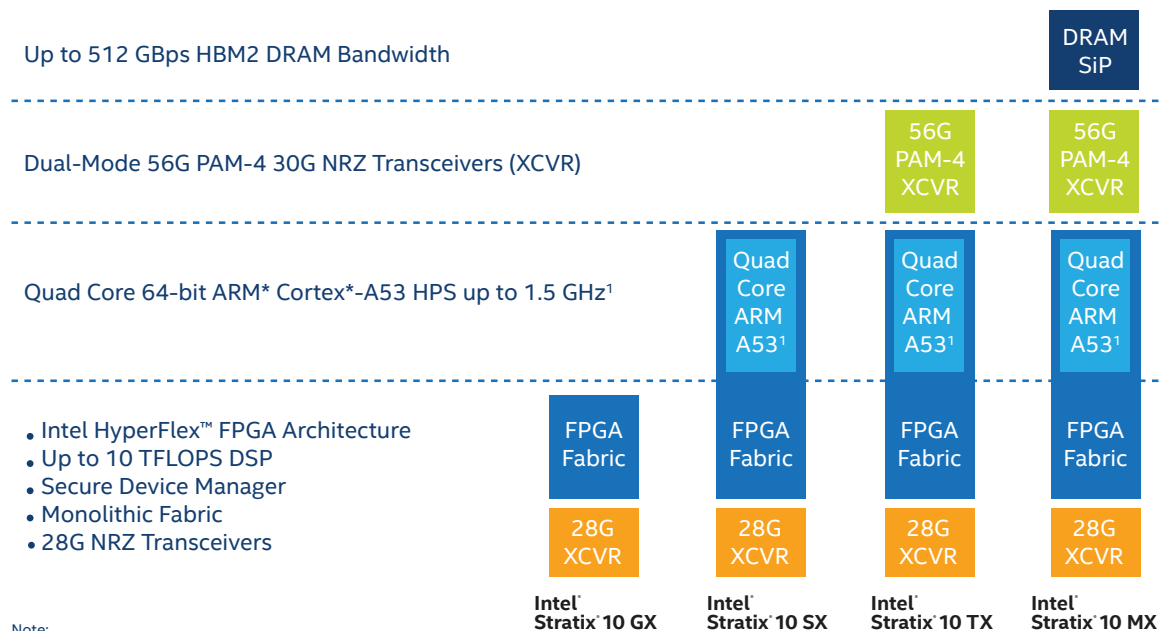 Up to 512 GBps HBM2 DRAM Bandwidth
DRAM
SiP
Dual-Mode 56G PAM-4 30G NRZ Transceivers (XCVR)
56G
PAM-4
XCVR
56G
PAM-4
XCVR
Quad Core 64-bit ARM* Cortex*-A53 HPS up to 1.5 GHz¹
Quad
Core
ARM
A53¹
Quad
Core
ARM
A53¹
Quad
Core
ARM
A53¹
• Intel HyperFlex™ FPGA Architecture
• Up to 10 TFLOPS DSP
• Secure Device Manager
• Monolithic Fabric
• 28G NRZ Transceivers
FPGA
Fabric
FPGA
Fabric
FPGA
Fabric
FPGA
Fabric
28G
XCVR
28G
XCVR
28G
XCVR
28G
XCVR
Intel®
Stratix® 10 GX
Intel®
Stratix® 10 SX
Intel®
Stratix® 10 TX
Intel®
Stratix® 10 MX
Note: